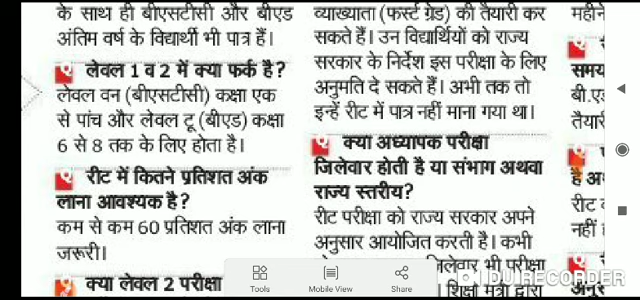 के साथ ही बीएसटीसी और बीएड
अंतिम वर्ष के विद्यार्थी भी पात्र हैं।
लेवल 1 व 2 में क्या फर्क है?
लेवल वन (बीएसटीसी) कक्षा एक
से पांच और लेवल टू (बीएड) कक्षा
6 से 8 तक के लिए होता है।
रीट में कितने प्रतिशत अंक
लाना आवश्यक है?
कम से कम 60 प्रतिशत अंक लाना
जरूरी।
क्या लेवल 2 परीक्षा
व्याख्याता (फर्स्ट ग्रेड) की तैयारी कर
सकते हैं। उन विद्यार्थियों को राज्य
सरकार के निर्देश इस परीक्षा के लिए
अनुमति दे सकते हैं। अभी तक तो
इन्हें रीट में पात्र नहीं माना गया था।
क्या अध्यापक परीक्षा
जिलेवार होती है या संभाग अथवा
राज्य स्तरीय?
रीट परीक्षा को राज्य सरकार अपने
अनुसार आयोजित करती है। कभी
जिलेवार भी परीक्षा
शिक्षा मंत्री द्वारा
महीने
समय
बी.एड
तैयारी
है
रीट
नहीं
Tools
Mobile View
Share
DU RECORDER